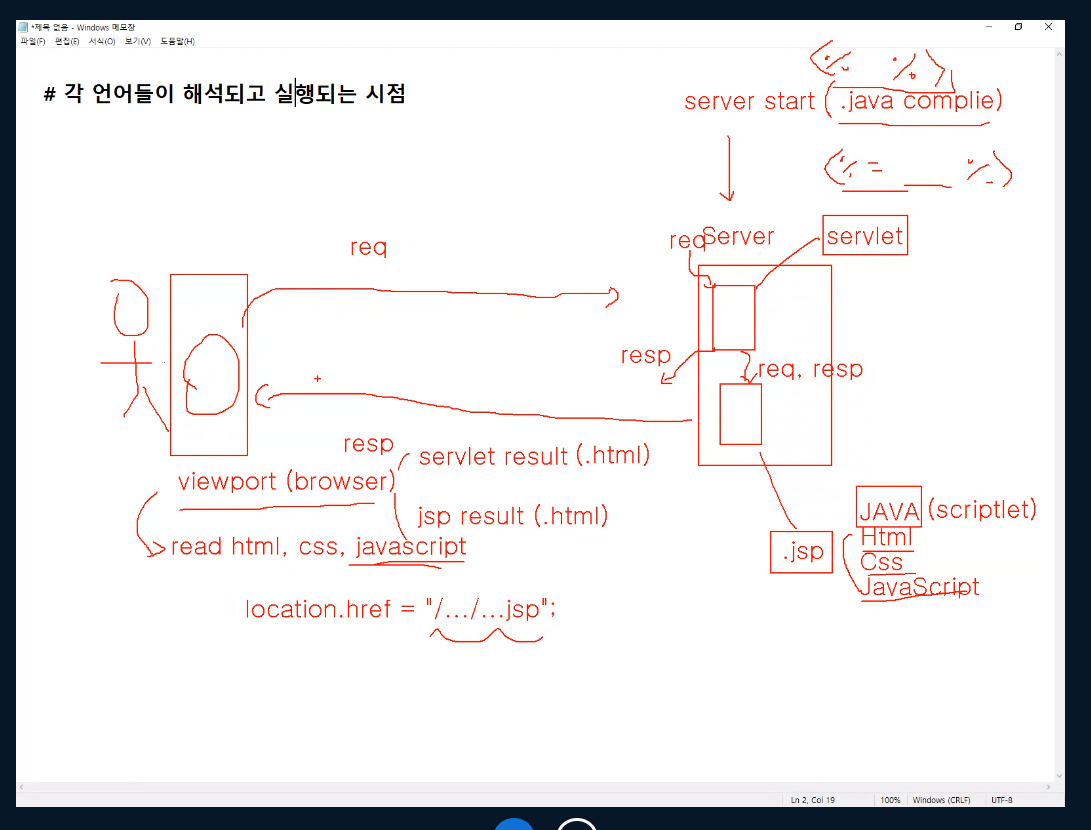 *제목 없음 - Windows 메모장
파일(F) 편집(E) 서식(O) 보기(V) 도움말(H)
# 각 언어들이 해석되고 실행되는 시점
<% %>
server start ( .java complie)
<% = %>
req
req
Server
servlet
resp
req, resp
resp
servlet result (.html)
viewport (browser)
jsp result (.html)
read html, css, javascript
location.href = "/.../...jsp";
.jsp
JAVA (scriptlet)
Html
Css
JavaScript
Ln 2, Col 19 100% Windows (CRLF) UTF-8